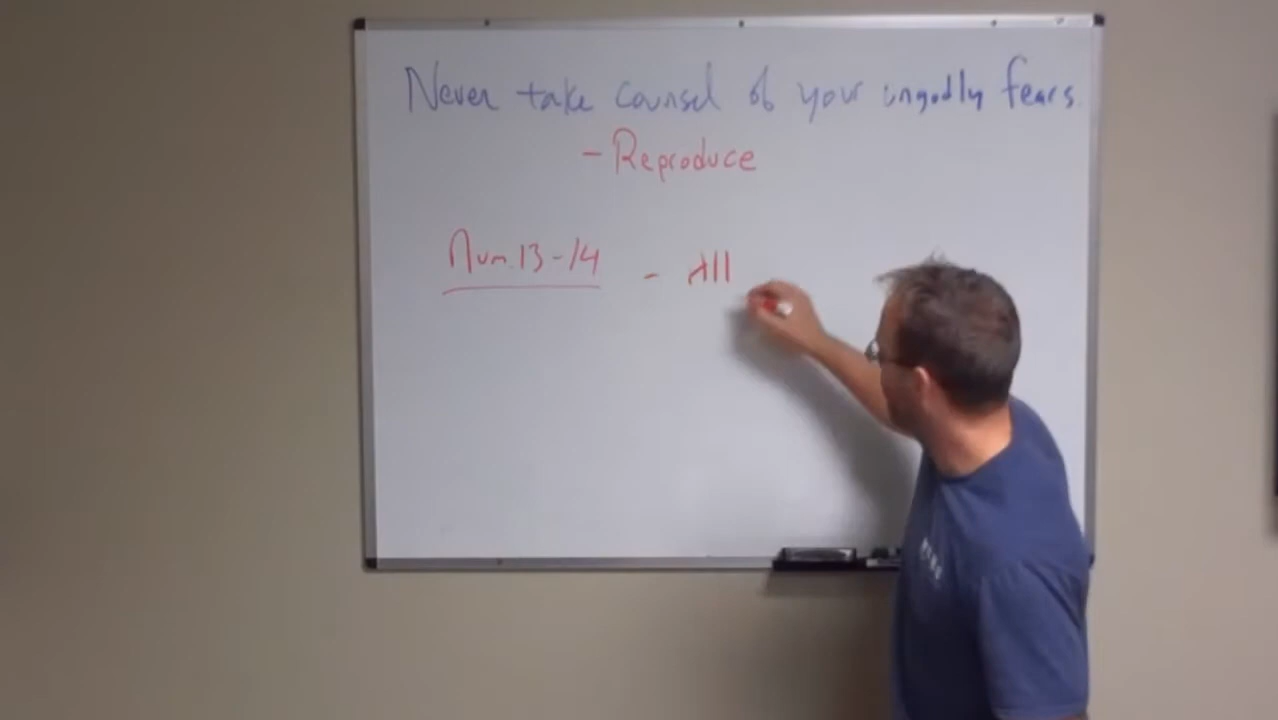 Never take counsel of your ungodly fears
- Reproduce
Num. 13-14 - All